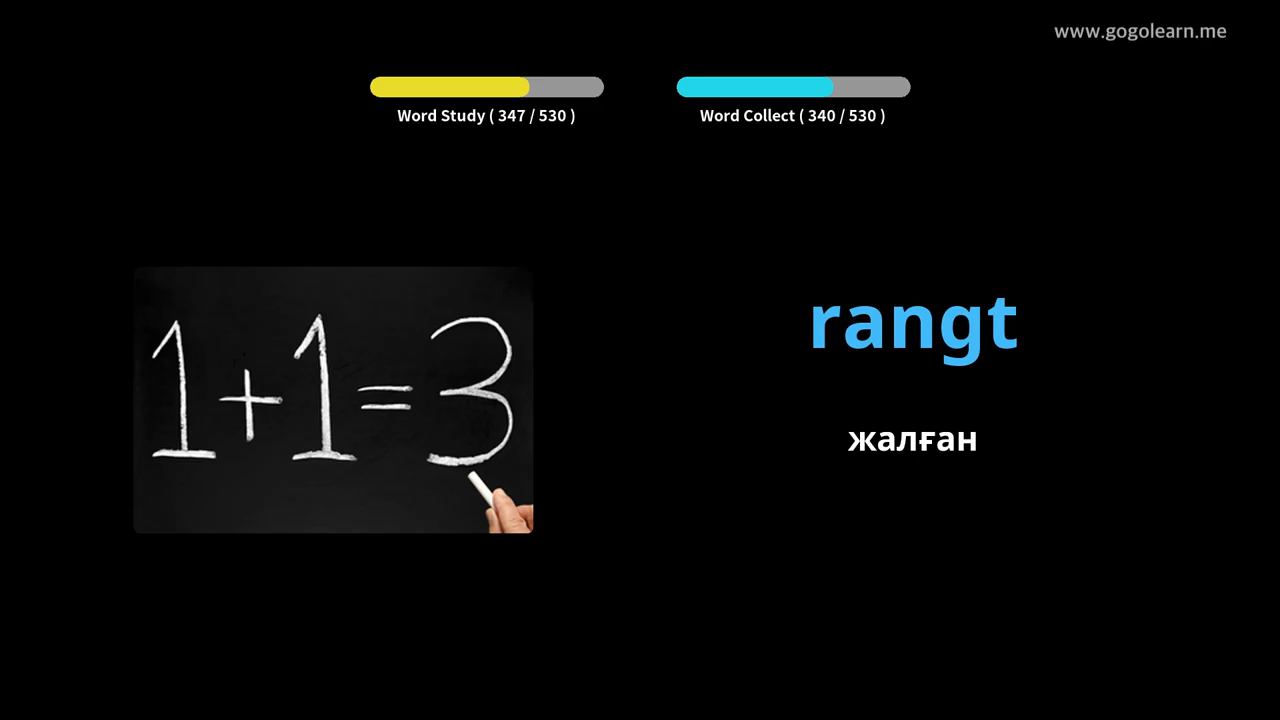 www.gogolearn.me
Word Study ( 347 / 530 )
Word Collect ( 340 / 530 )
1+1=3
rangt
жалған